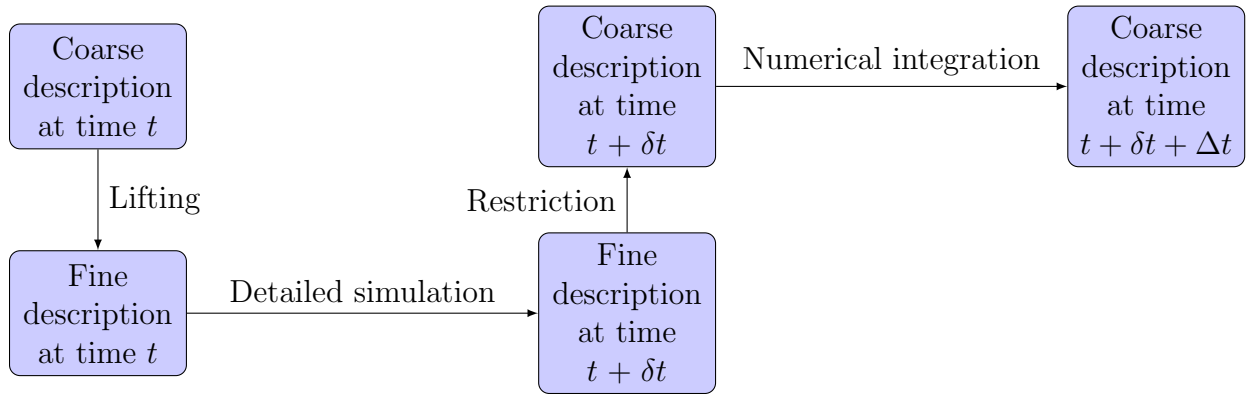 Coarse
description
at time t
Lifting
Fine
description
at time t
Detailed simulation
Fine
description
at time
t + δt
Restriction
Coarse
description
at time
t + δt
Numerical integration
Coarse
description
at time
t + δt + Δt